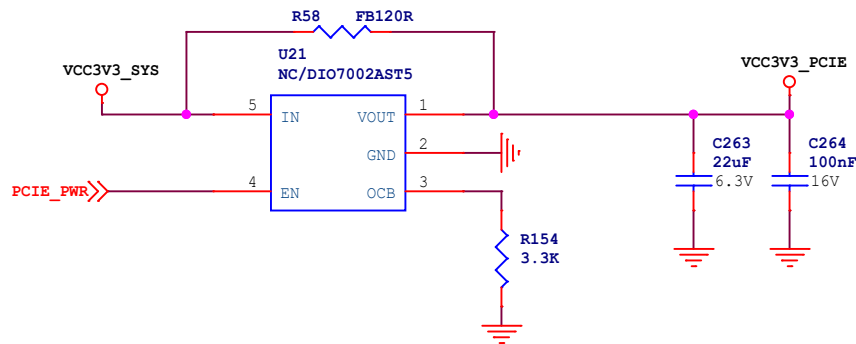 R58 FB120R
U21
NC/DIO7002AST5
VCC3V3_SYS
VCC3V3_PCIE
5 IN VOUT 1
GND 2
PCIE_PWR 4 EN OCB 3
C263
22uF
6.3V
C264
100nF
16V
R154
3.3K